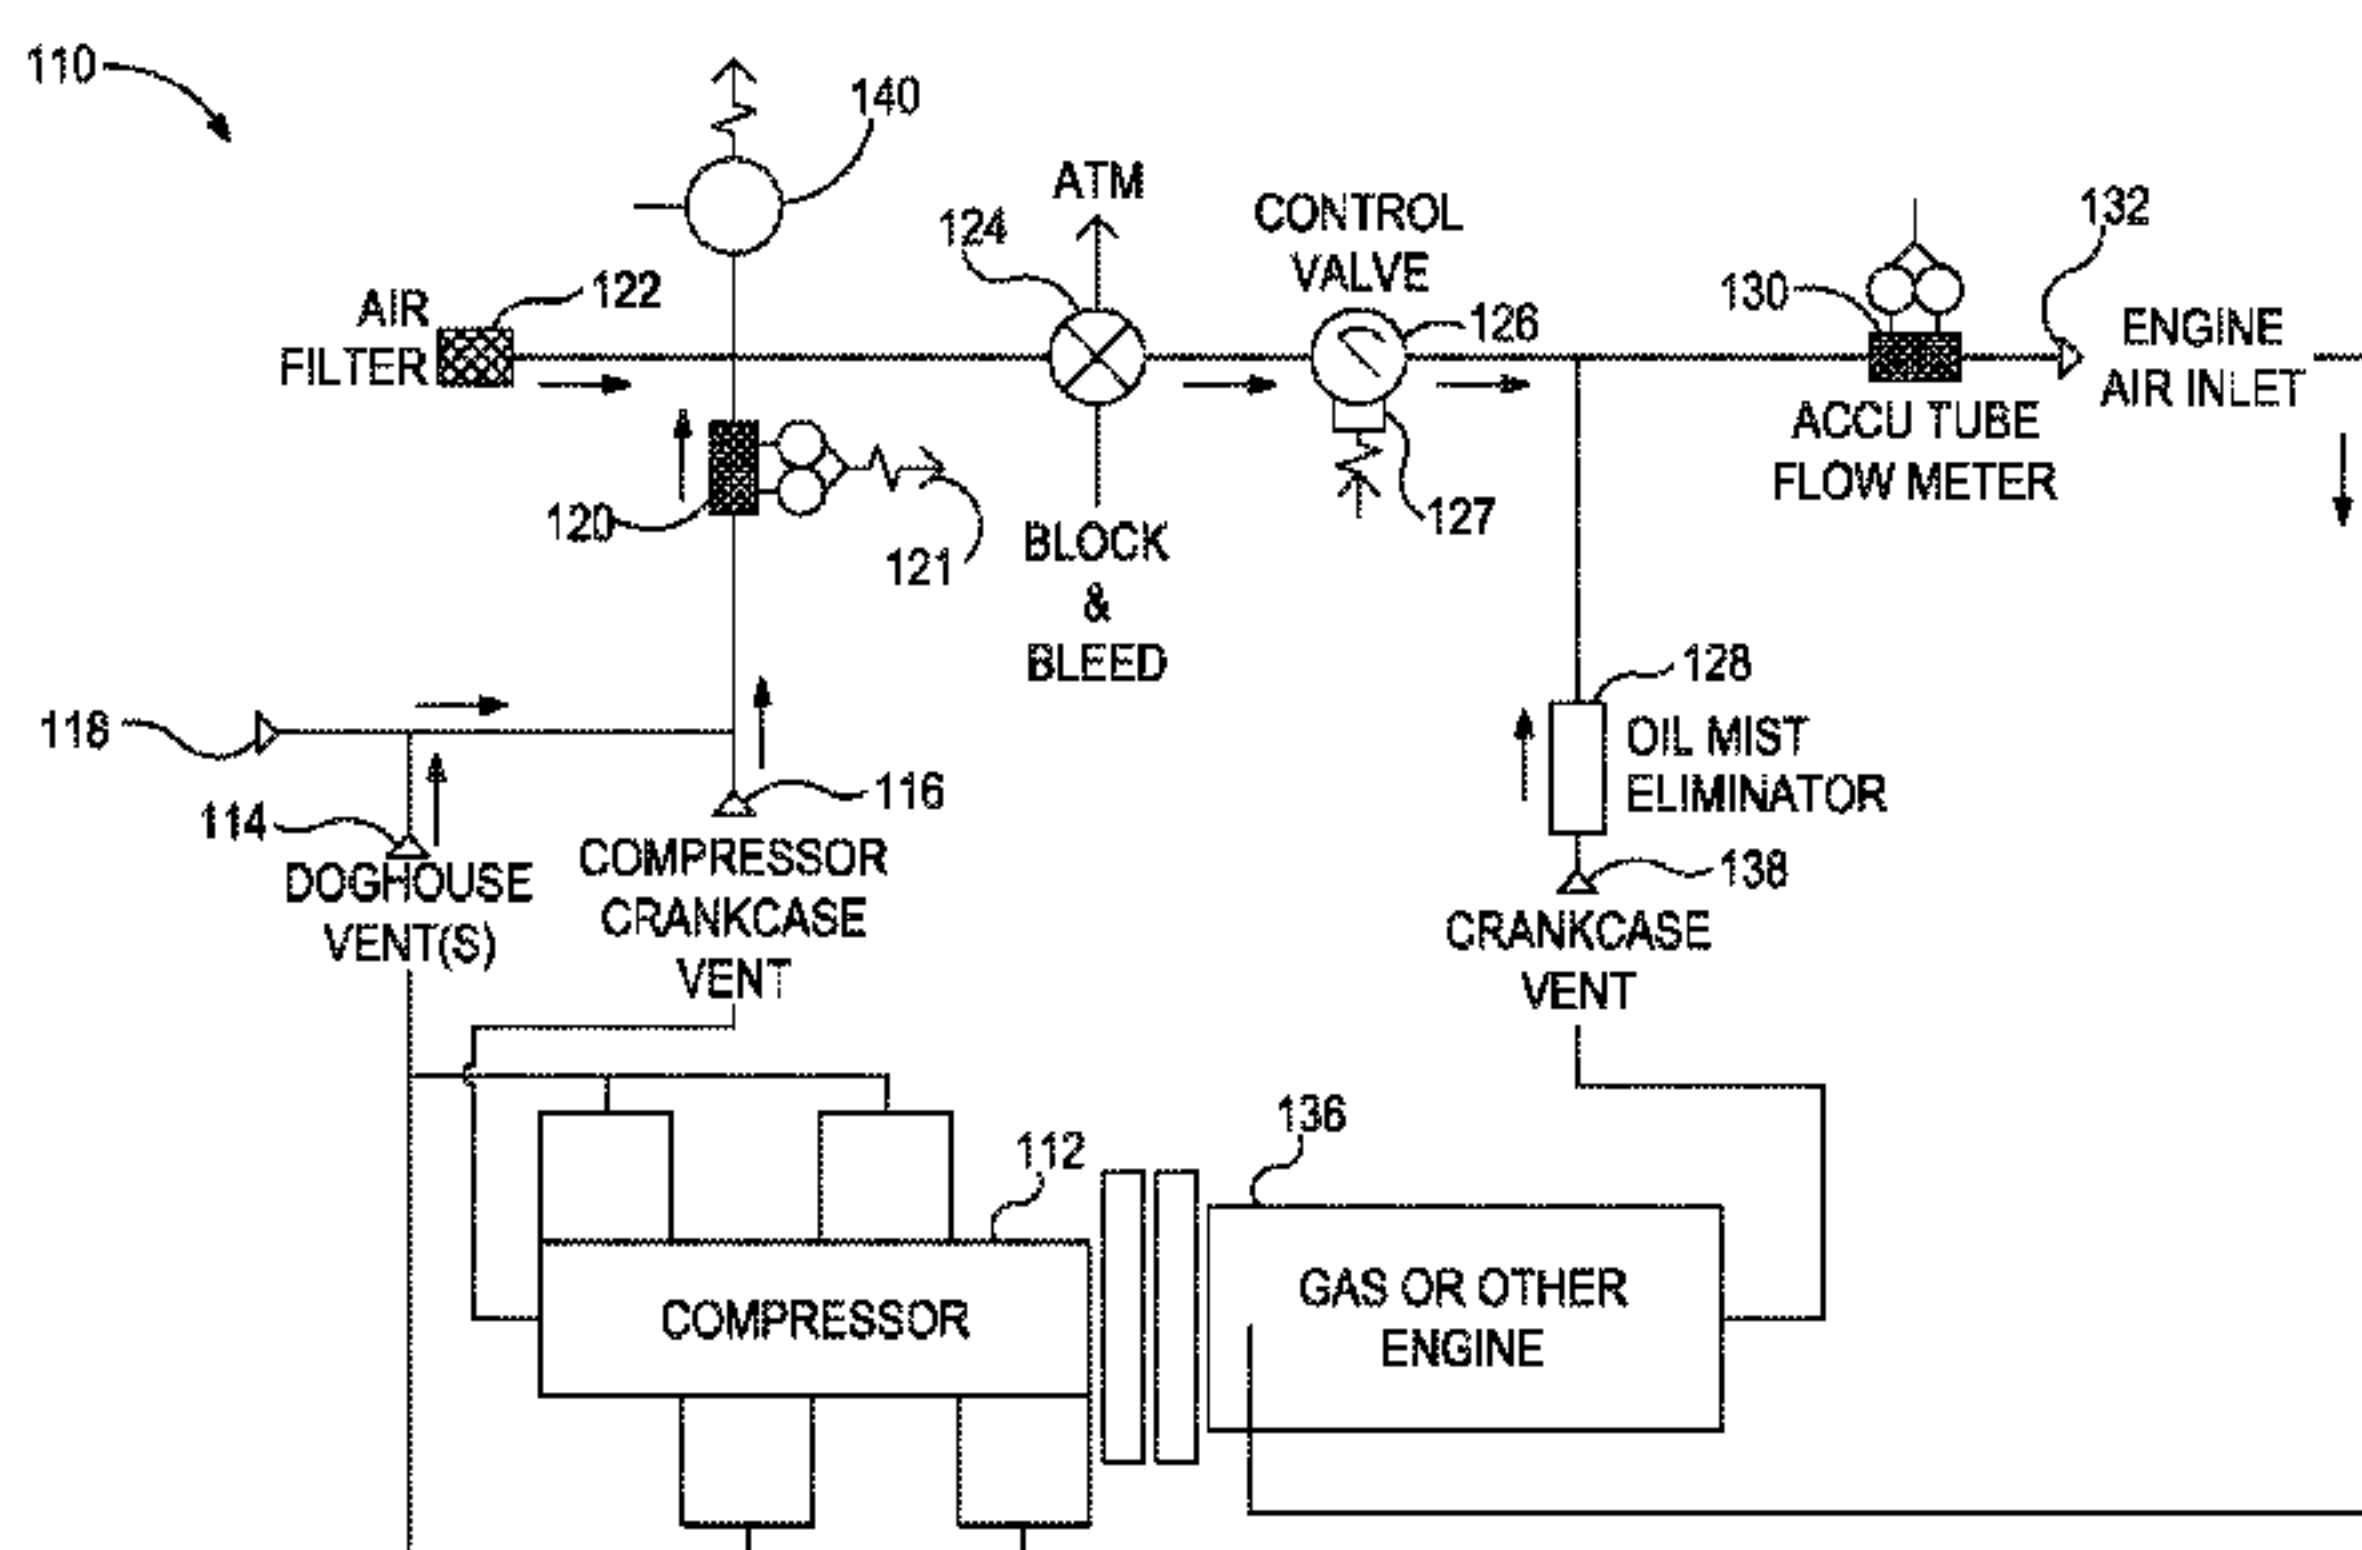 110
140
ATM
CONTROL
VALVE
132
124
122
AIR
FILTER
126
130
ENGINE
AIR INLET
ACCU TUBE
FLOW METER
120
121
127
BLOCK
&
BLEED
128
OIL MIST
ELIMINATOR
118
116
114
DOGHOUSE
VENT(S)
COMPRESSOR
CRANKCASE
VENT
138
CRANKCASE
VENT
136
112
COMPRESSOR
GAS OR OTHER
ENGINE